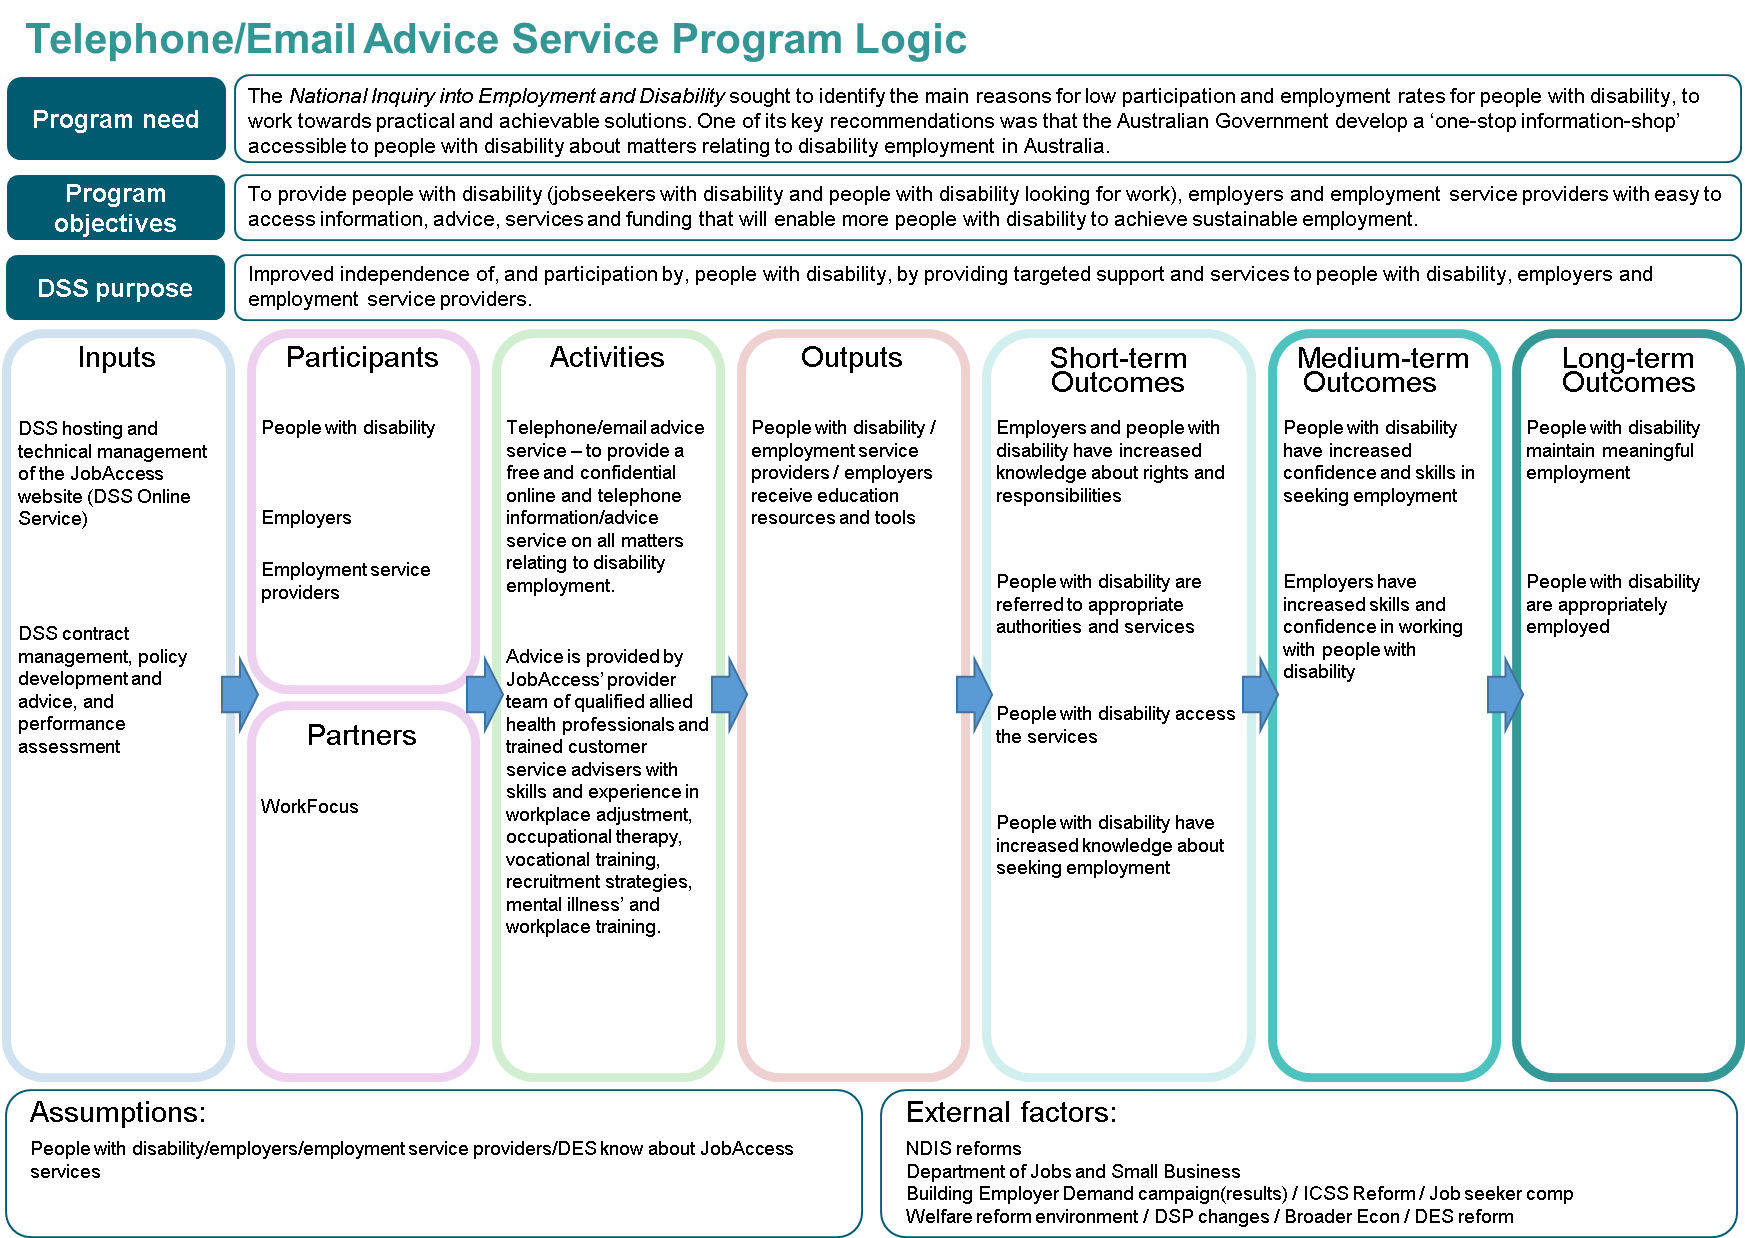 Telephone/Email Advice Service Program Logic
Program need
The National Inquiry into Employment and Disability sought to identify the main reasons for low participation and employment rates for people with disability, to
work towards practical and achievable solutions. One of its key recommendations was that the Australian Government develop a ‘one-stop information-shop’
accessible to people with disability about matters relating to disability employment in Australia.
Program
objectives
To provide people with disability (jobseekers with disability and people with disability looking for work), employers and employment service providers with easy to
access information, advice, services and funding that will enable more people with disability to achieve sustainable employment.
DSS purpose
Improved independence of, and participation by, people with disability, by providing targeted support and services to people with disability, employers and
employment service providers.
Inputs
DSS hosting and
technical management
of the JobAccess
website (DSS Online
Service)
DSS contract
management, policy
development and
advice, and
performance
assessment
Participants
People with disability
Employers
Employment service
providers
Partners
WorkFocus
Activities
Telephone/email advice
service – to provide a
free and confidential
online and telephone
information/advice
service on all matters
relating to disability
employment.
Advice is provided by
JobAccess’ provider
team of qualified allied
health professionals and
trained customer
service advisers with
skills and experience in
workplace adjustment,
occupational therapy,
vocational training,
recruitment strategies,
mental illness’ and
workplace training.
Outputs
People with disability /
employment service
providers / employers
receive education
resources and tools
Short-term
Outcomes
Employers and people with
disability have increased
knowledge about rights and
responsibilities
People with disability are
referred to appropriate
authorities and services
People with disability access
the services
People with disability have
increased knowledge about
seeking employment
Medium-term
Outcomes
People with disability
have increased
confidence and skills in
seeking employment
Employers have
increased skills and
confidence in working
with people with
disability
Long-term
Outcomes
People with disability
maintain meaningful
employment
People with disability
are appropriately
employed
Assumptions:
People with disability/employers/employment service providers/DES know about JobAccess
services
External factors:
NDIS reforms
Department of Jobs and Small Business
Building Employer Demand campaign(results) / ICSS Reform / Job seeker comp
Welfare reform environment / DSP changes / Broader Econ / DES reform